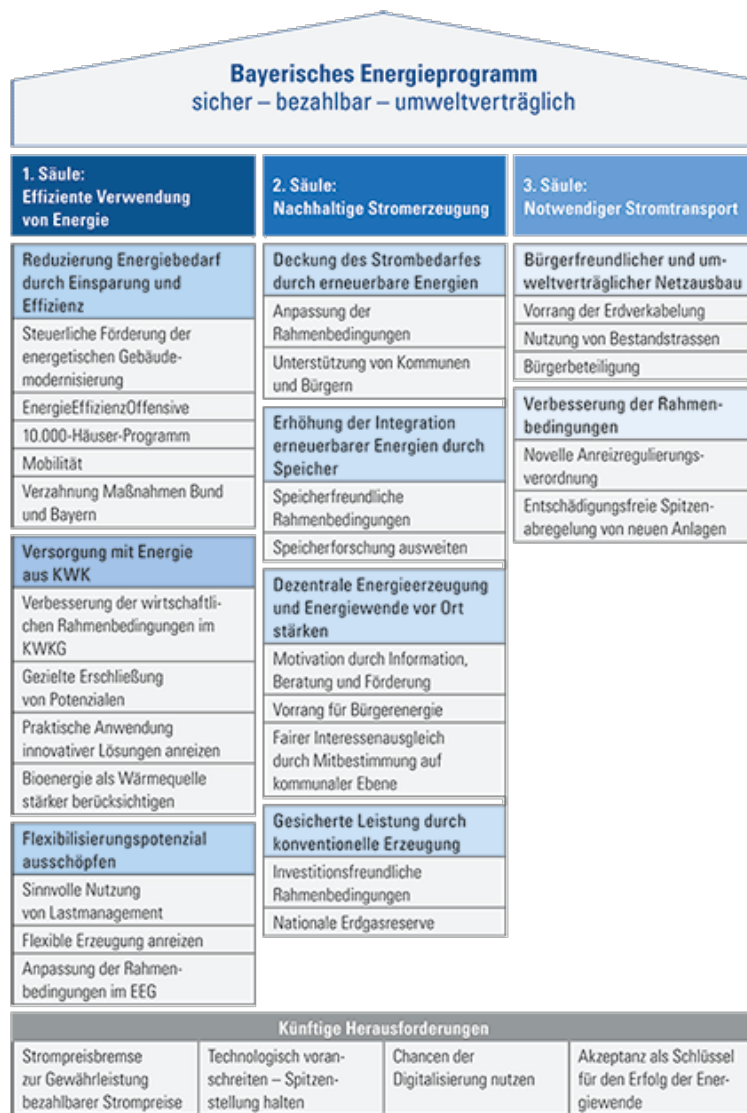 Bayerisches Energieprogramm
sicher – bezahlbar – umweltverträglich
1. Säule:
Effiziente Verwendung
von Energie
Reduzierung Energiebedarf
durch Einsparung und
Effizienz
Steuerliche Förderung der
energetischen Gebäude-
modernisierung
EnergieEffizienzOffensive
10.000-Häuser-Programm
Mobilität
Verzahnung Maßnahmen Bund
und Bayern
Versorgung mit Energie
aus KWK
Verbesserung der wirtschaftli-
chen Rahmenbedingungen im
KWKG
Gezielte Erschließung
von Potenzialen
Praktische Anwendung
innovativer Lösungen anreizen
Bioenergie als Wärmequelle
stärker berücksichtigen
Flexibilisierungspotenzial
ausschöpfen
Sinnvolle Nutzung
von Lastmanagement
Flexible Erzeugung anreizen
Anpassung der Rahmen-
bedingungen im EEG
2. Säule:
Nachhaltige Stromerzeugung
Deckung des Strombedarfes
durch erneuerbare Energien
Anpassung der
Rahmenbedingungen
Unterstützung von Kommunen
und Bürgern
Erhöhung der Integration
erneuerbarer Energien durch
Speicher
Speicherfreundliche
Rahmenbedingungen
Speicherforschung ausweiten
Dezentrale Energieerzeugung
und Energiewende vor Ort
stärken
Motivation durch Information,
Beratung und Förderung
Vorrang für Bürgerenergie
Fairer Interessenausgleich
durch Mitbestimmung auf
kommunaler Ebene
Gesicherte Leistung durch
konventionelle Erzeugung
Investitionsfreundliche
Rahmenbedingungen
Nationale Erdgasreserve
3. Säule:
Notwendiger Stromtransport
Bürgerfreundlicher und um-
weltverträglicher Netzausbau
Vorrang der Erdverkabelung
Nutzung von Bestandstrassen
Bürgerbeteiligung
Verbesserung der Rahmen-
bedingungen
Novelle Anreizregulierungs-
verordnung
Entschädigungsfreie Spitzen-
abregelung von neuen Anlagen
Künftige Herausforderungen
Strompreisbremse
zur Gewährleistung
bezahlbarer Strompreise
Technologisch voran-
schreiten – Spitzen-
stellung halten
Chancen der
Digitalisierung nutzen
Akzeptanz als Schlüssel
für den Erfolg der Ener-
giewende